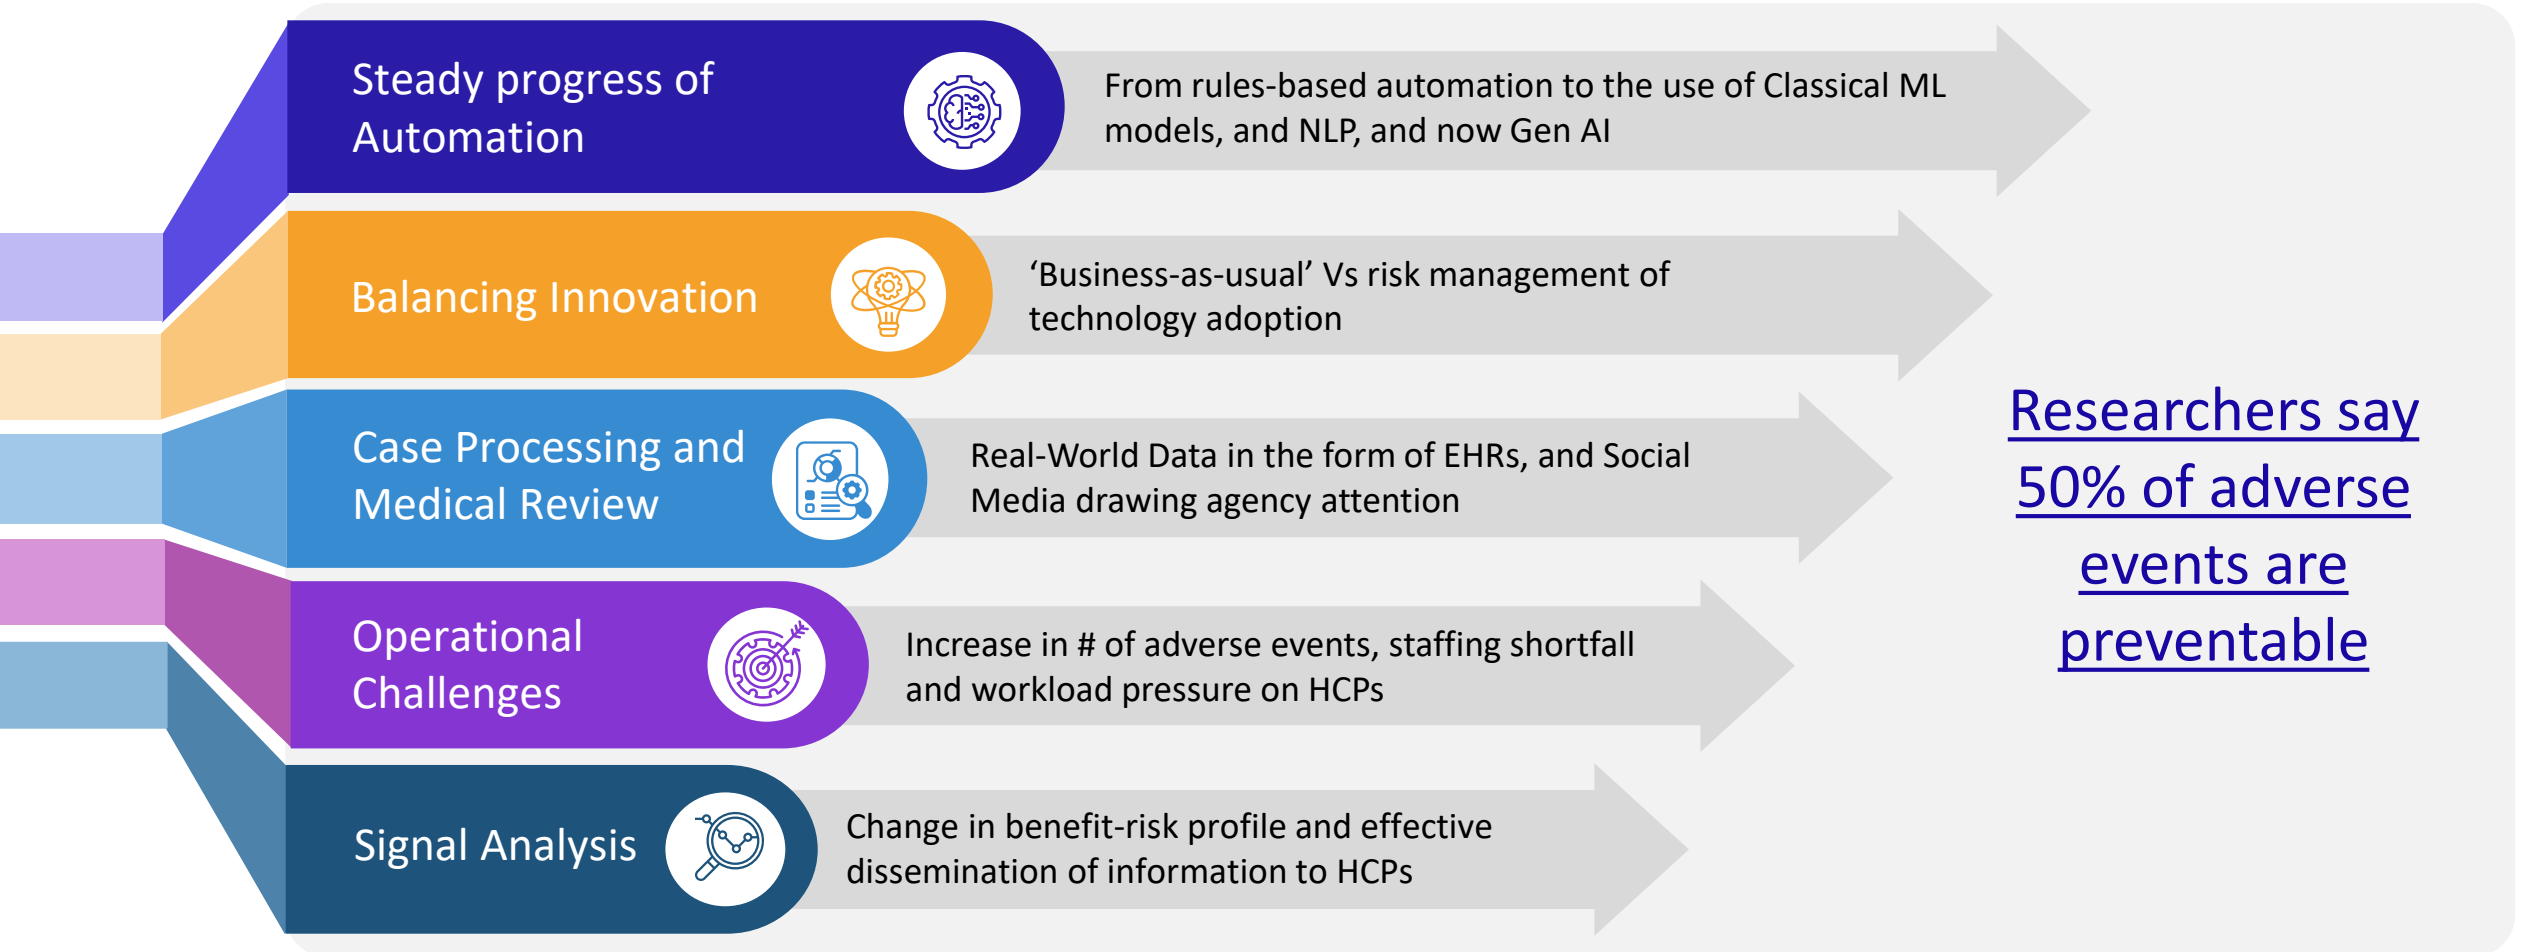 Steady progress of
Automation
From rules-based automation to the use of Classical ML
models, and NLP, and now Gen AI
Balancing Innovation
‘Business-as-usual’ Vs risk management of
technology adoption
Case Processing and
Medical Review
Real-World Data in the form of EHRs, and Social
Media drawing agency attention
Operational
Challenges
Increase in # of adverse events, staffing shortfall
and workload pressure on HCPs
Signal Analysis
Change in benefit-risk profile and effective
dissemination of information to HCPs
Researchers say
50% of adverse
events are
preventable